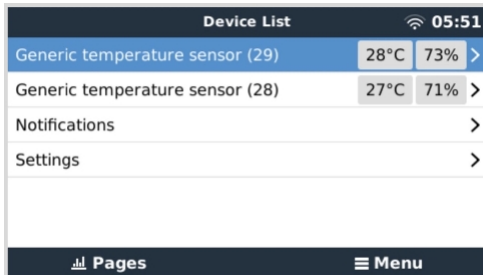 Device List 05:51
Generic temperature sensor (29) 28°C 73%
Generic temperature sensor (28) 27°C 71%
Notifications
Settings
Pages Menu